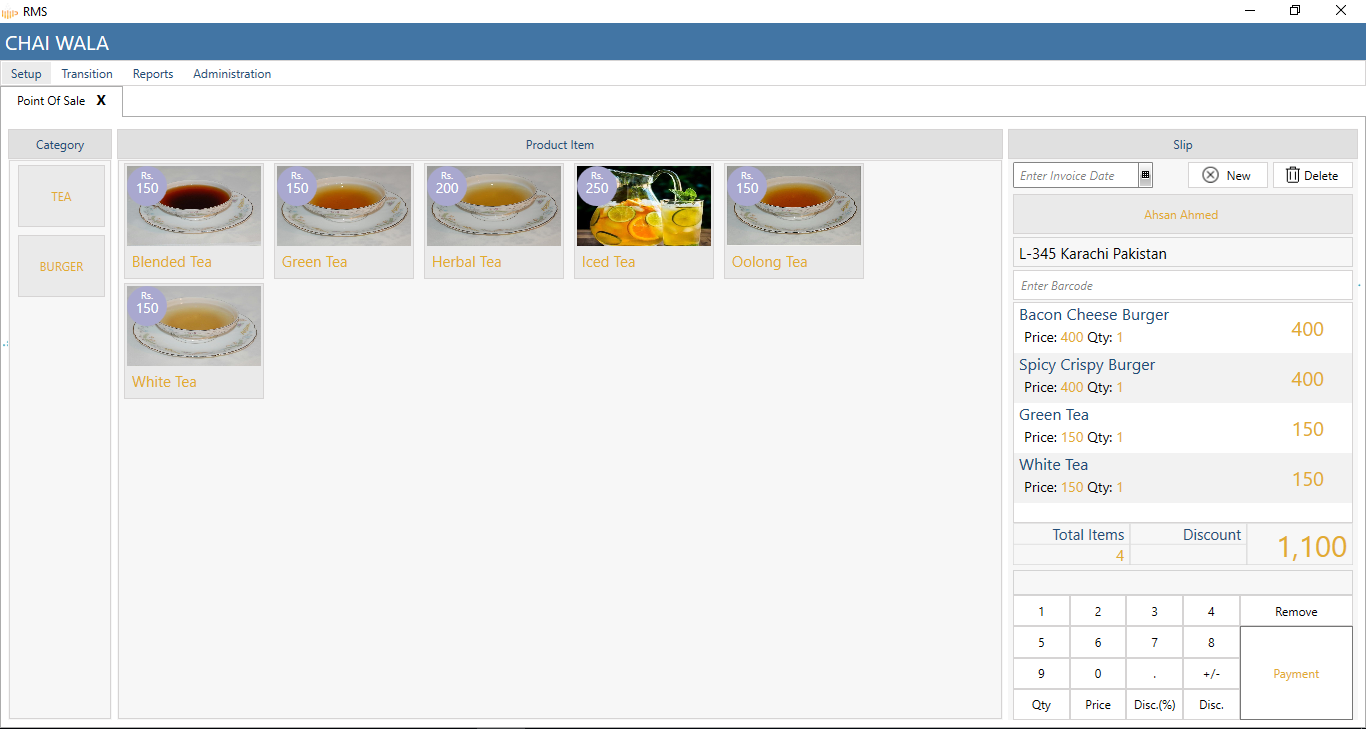 RMS
CHAI WALA
Setup Transition Reports Administration
Point Of Sale X
Category
TEA
BURGER
Product Item
Rs.
150
Blended Tea
Rs.
150
Green Tea
Rs.
200
Herbal Tea
Rs.
250
Iced Tea
Rs.
150
Oolong Tea
Rs.
150
White Tea
Slip
Enter Invoice Date
New
Delete
Ahsan Ahmed
L-345 Karachi Pakistan
Enter Barcode
Bacon Cheese Burger
Price: 400 Qty: 1
400
Spicy Crispy Burger
Price: 400 Qty: 1
400
Green Tea
Price: 150 Qty: 1
150
White Tea
Price: 150 Qty: 1
150
Total Items
4
Discount
1,100
1 2 3 4 Remove
5 6 7 8
9 0 . +/- Payment
Qty Price Disc.(%) Disc.